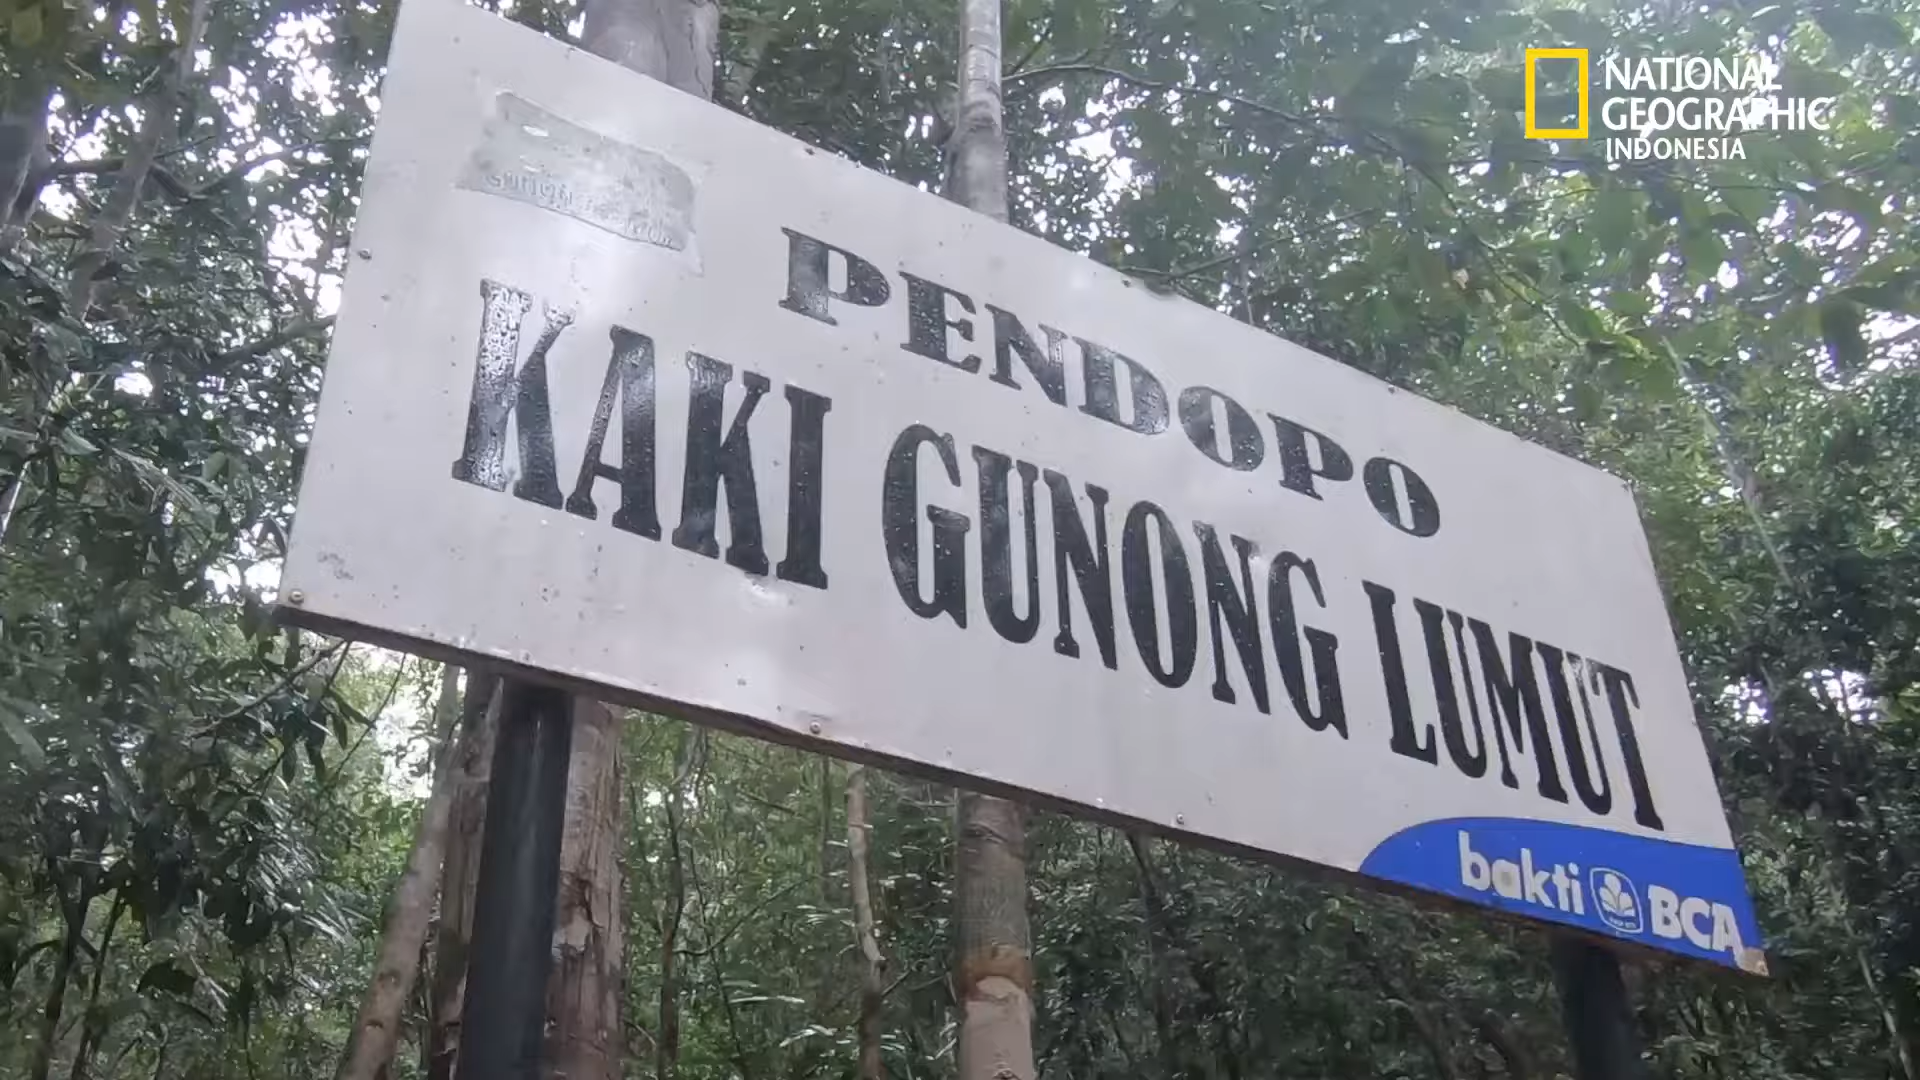 NATIONAL
GEOGRAPHIC
INDONESIA
PENDOPO
KAKI GUNONG LUMUT
bakti BCA